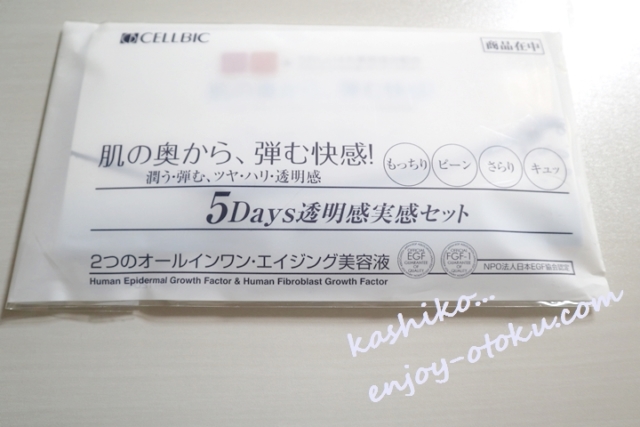 CELLBIC
商品在中
肌の奥から、弾む快感!
潤う・弾む、ツヤ・ハリ・透明感
もっちり ピーン さらり キュッ
5Days透明感実感セット
2つのオールインワン・エイジング美容液
EGF FGF-1
NPO法人日本EGF協会認定
Human Epidermal Growth Factor & Human Fibroblast Growth Factor
kashiko...
enjoy-otoku.com